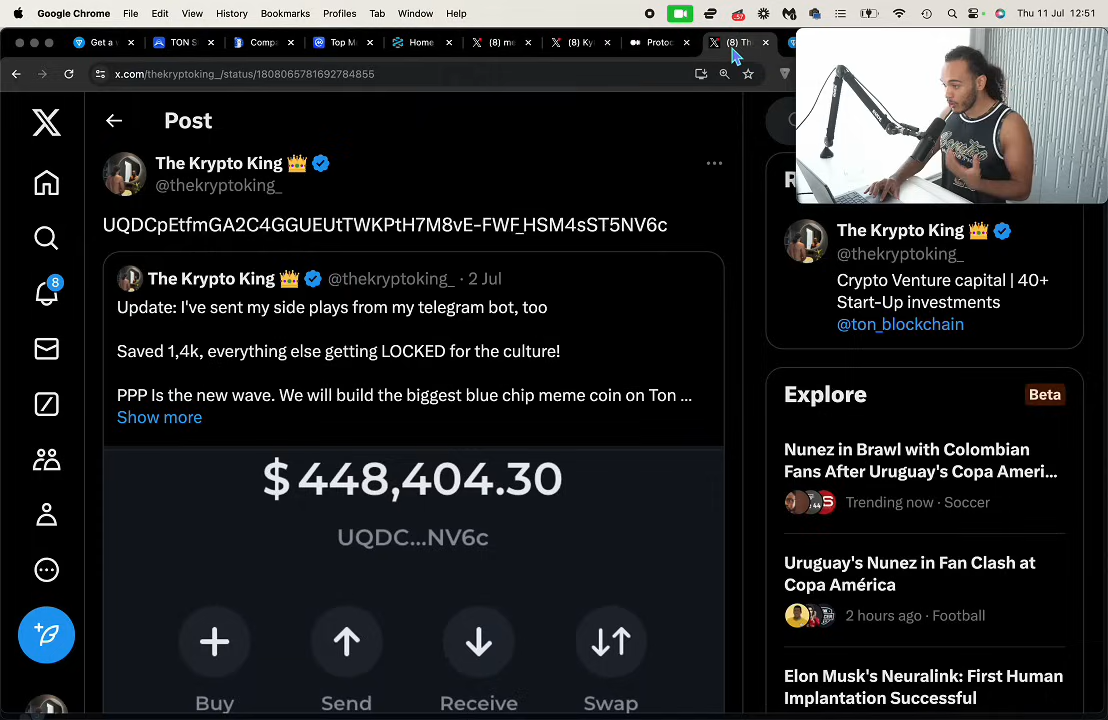 Google Chrome File Edit View History Bookmarks Profiles Tab Window Help Thu 11 Jul 12:51
Get a TON S Compa Top M Home (8) me (8) Ky Protoc (8) Th
x.com/thekryptoking_/status/1808065781692784855
Post
The Krypto King
@thekryptoking_
UQDCpEtfmGA2C4GGUEUtTWKPtH7M8vE-FWF_HSM4sST5NV6c
The Krypto King @thekryptoking_ · 2 Jul
Update: I've sent my side plays from my telegram bot, too
Saved 1,4k, everything else getting LOCKED for the culture!
PPP Is the new wave. We will build the biggest blue chip meme coin on Ton ...
Show more
$448,404.30
UQDC...NV6c
Buy Send Receive Swap
8
The Krypto King
@thekryptoking_
Crypto Venture capital | 40+
Start-Up investments
@ton_blockchain
Explore Beta
Nunez in Brawl with Colombian
Fans After Uruguay's Copa Ameri...
Trending now · Soccer
Uruguay's Nunez in Fan Clash at
Copa América
2 hours ago · Football
Elon Musk's Neuralink: First Human
Implantation Successful